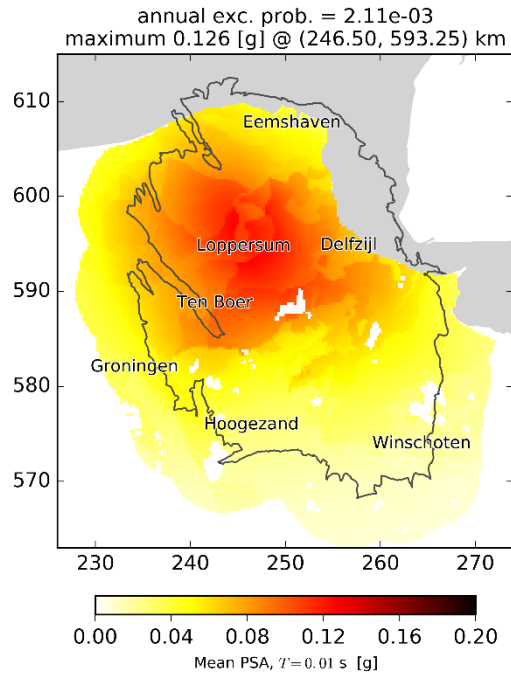 annual exc. prob. = 2.11e-03
maximum 0.126 [g] @ (246.50, 593.25) km
610
Eemshaven
600
Loppersum
Delfzijl
590
Ten Boer
Groningen
580
Hoogezand
Winschoten
570
230 240 250 260 270
0.00 0.04 0.08 0.12 0.16 0.20
Mean PSA, T = 0.01 s [g]